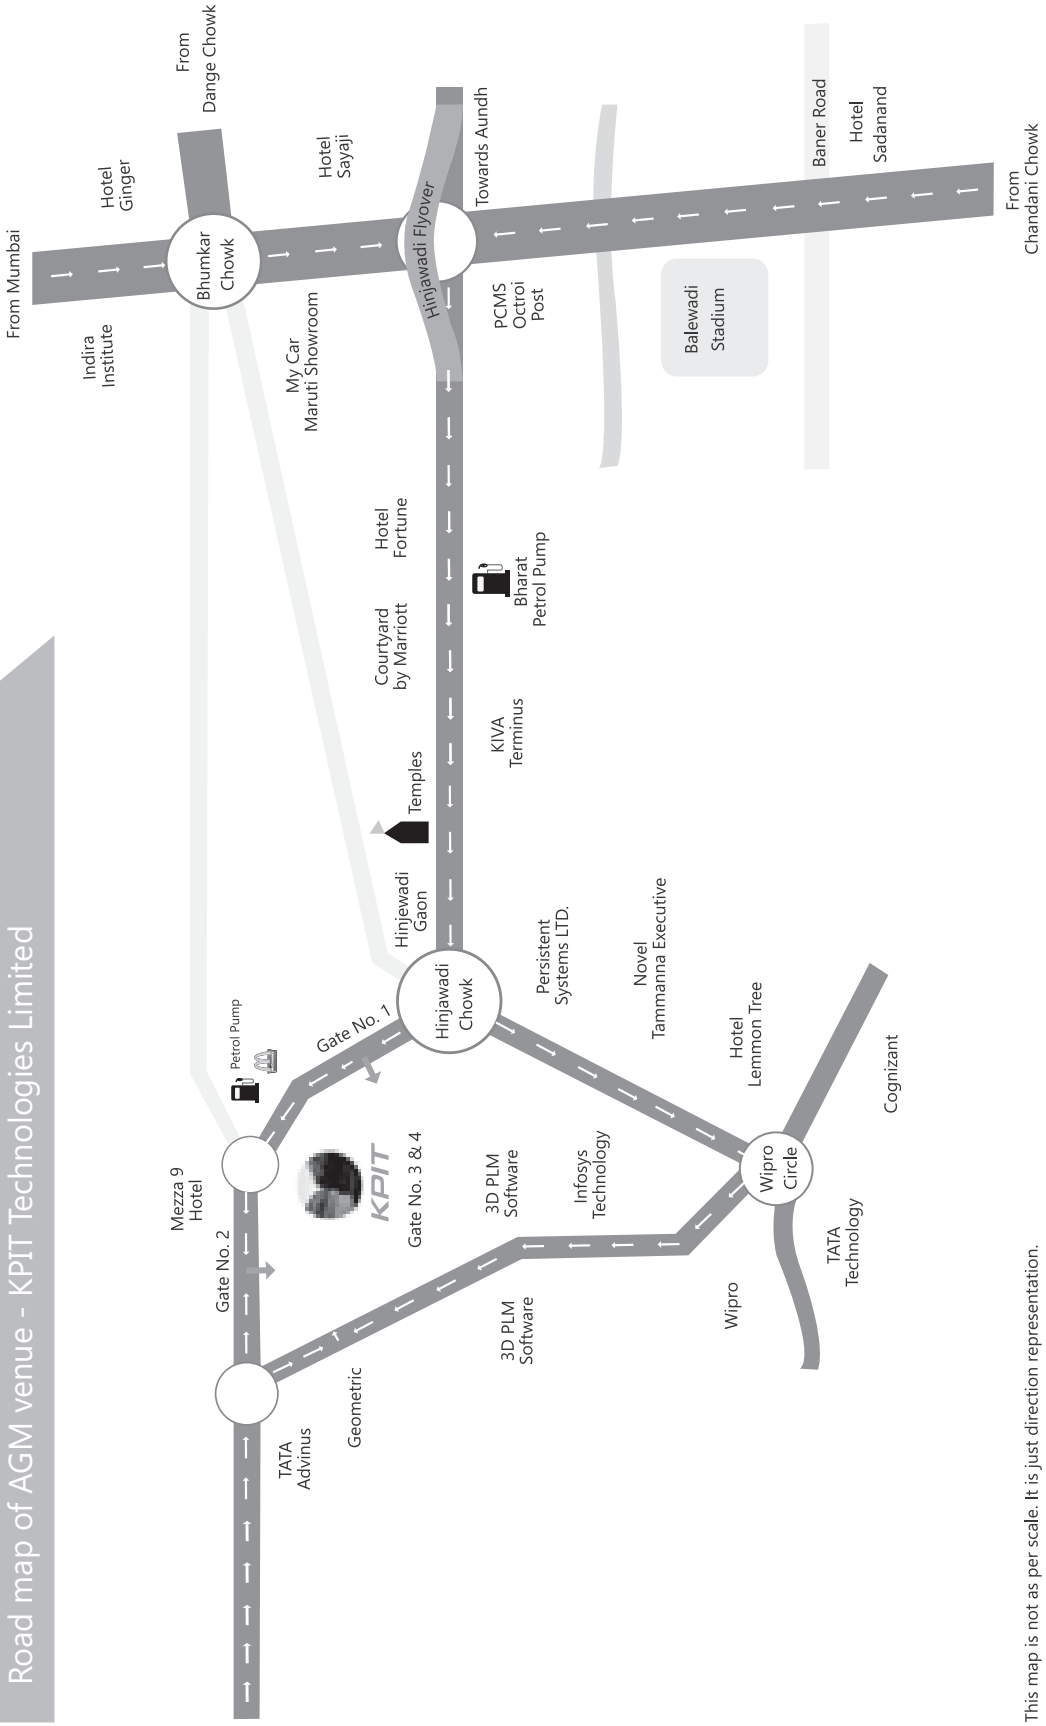 Road map of AGM venue - KPIT Technologies Limited
From Mumbai
From
Dange Chowk
Hotel
Ginger
Indira
Institute
Bhumkar
Chowk
Hotel
Sayaji
My Car
Maruti Showroom
Hinjawadi Flyover
Towards Aundh
PCMS
Octroi
Post
Balewadi
Stadium
Baner Road
Hotel
Sadanand
From
Chandani Chowk
Hotel
Fortune
Courtyard
by Marriott
Bharat
Petrol Pump
KIVA
Terminus
Temples
Hinjewadi
Gaon
Hinjawadi
Chowk
Persistent
Systems LTD.
Novel
Tammanna Executive
Hotel
Lemmon Tree
Cognizant
Wipro
Circle
TATA
Technology
Wipro
Infosys
Technology
3D PLM
Software
3D PLM
Software
Gate No. 1
Petrol Pump
Mezza 9
Hotel
KPIT
Gate No. 3 & 4
Gate No. 2
Geometric
TATA
Advinus
This map is not as per scale. It is just direction representation.